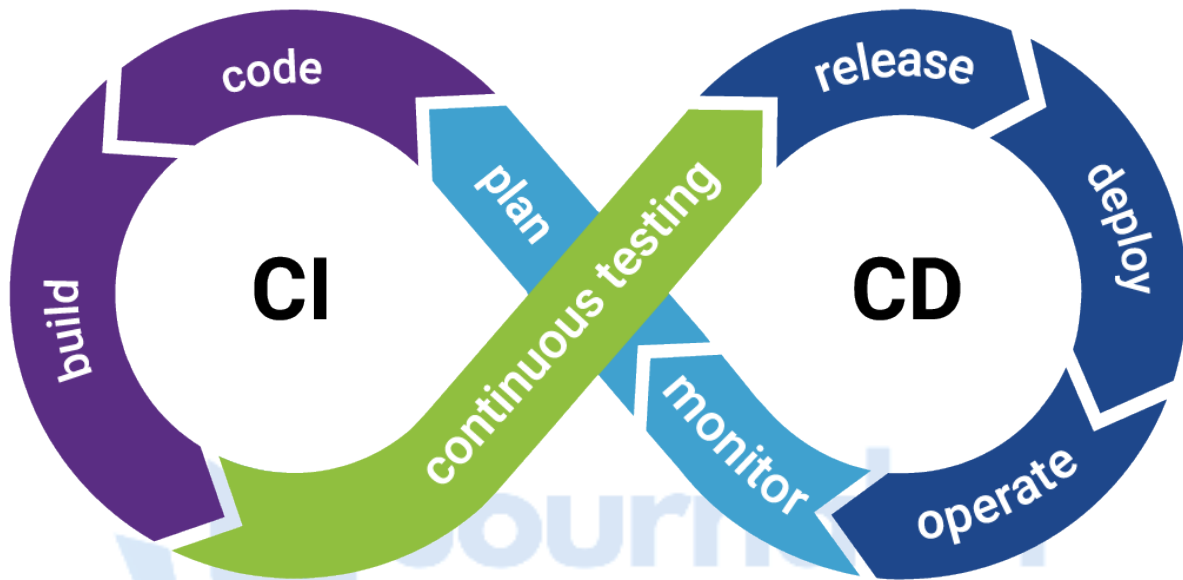 code
release
plan
continuous testing
deploy
CI
CD
build
monitor
operate